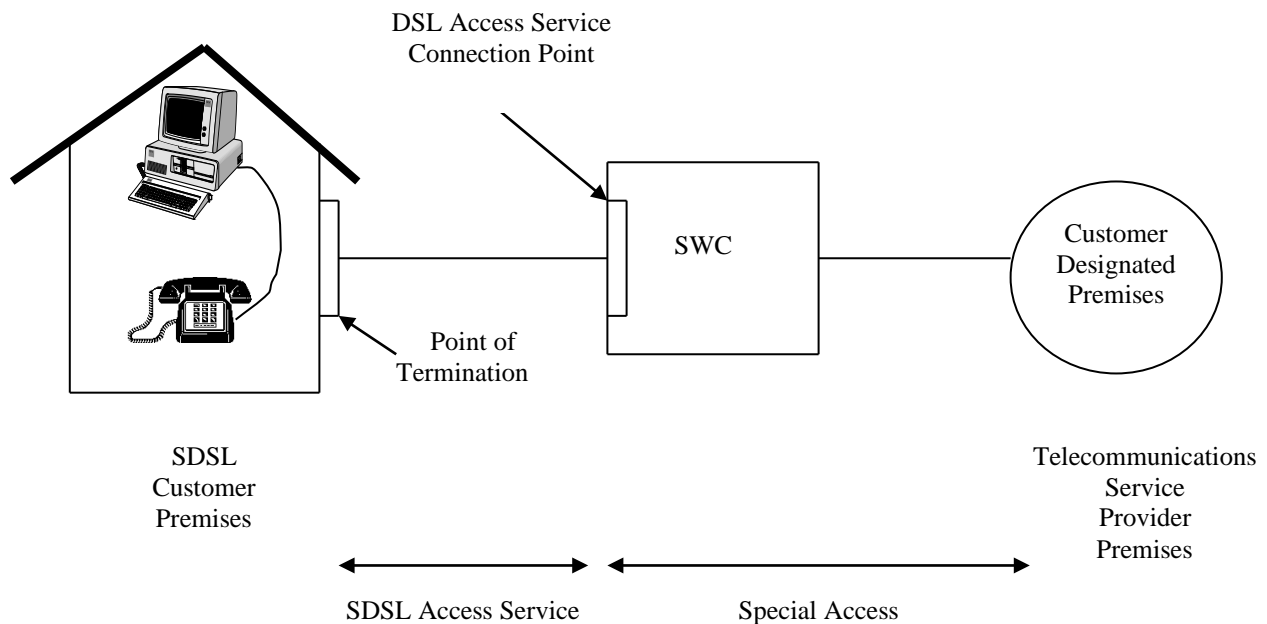 DSL Access Service
Connection Point
SWC
Customer
Designated
Premises
Point of
Termination
SDSL
Customer
Premises
Telecommunications
Service
Provider
Premises
SDSL Access Service
Special Access